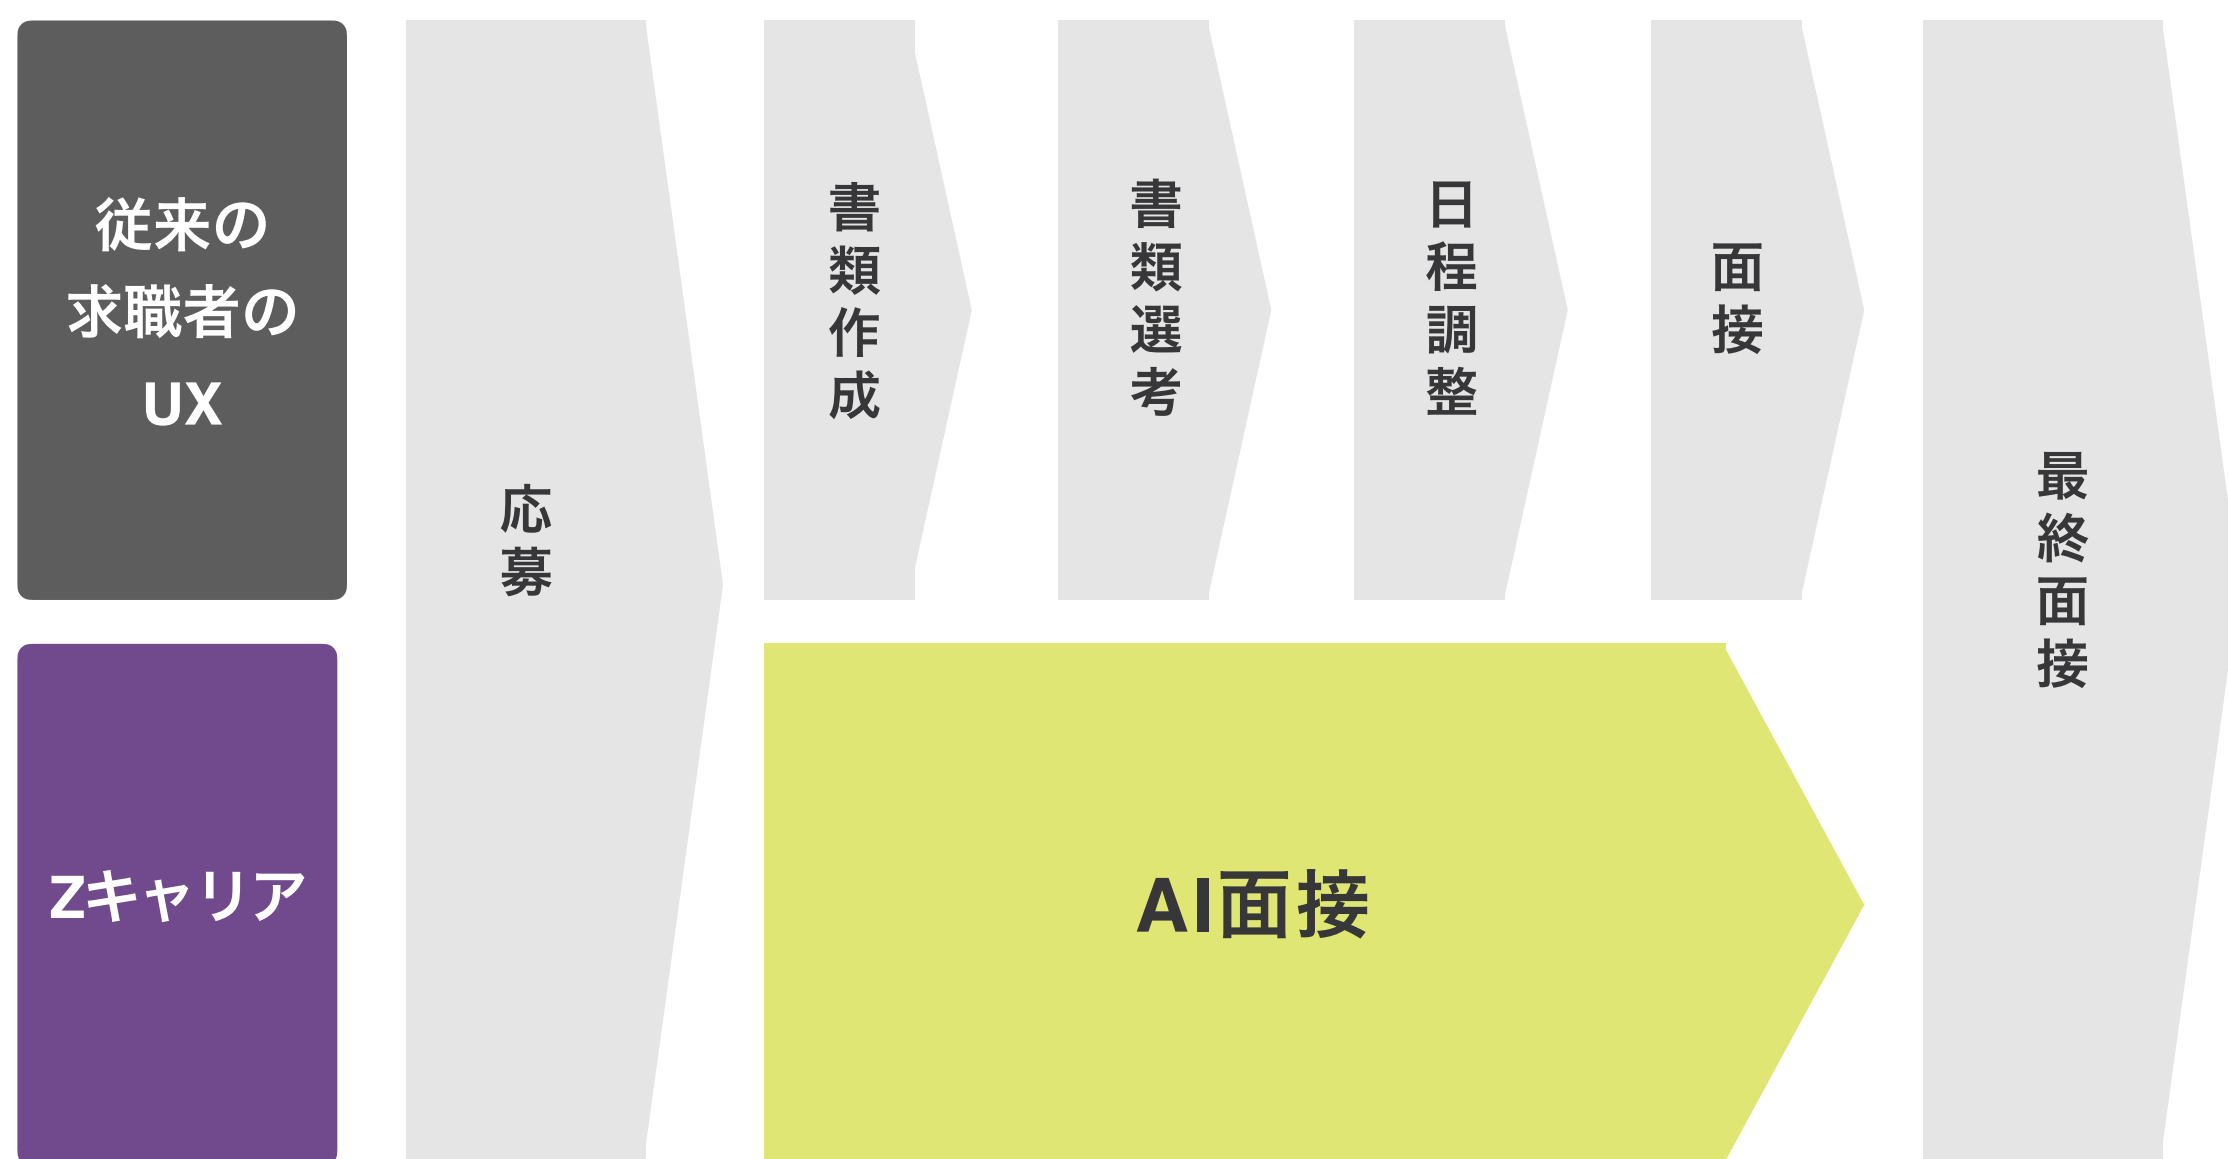 従来の
求職者の
UX
応募
書類作成
書類選考
日程調整
面接
最終面接
Zキャリア
AI面接